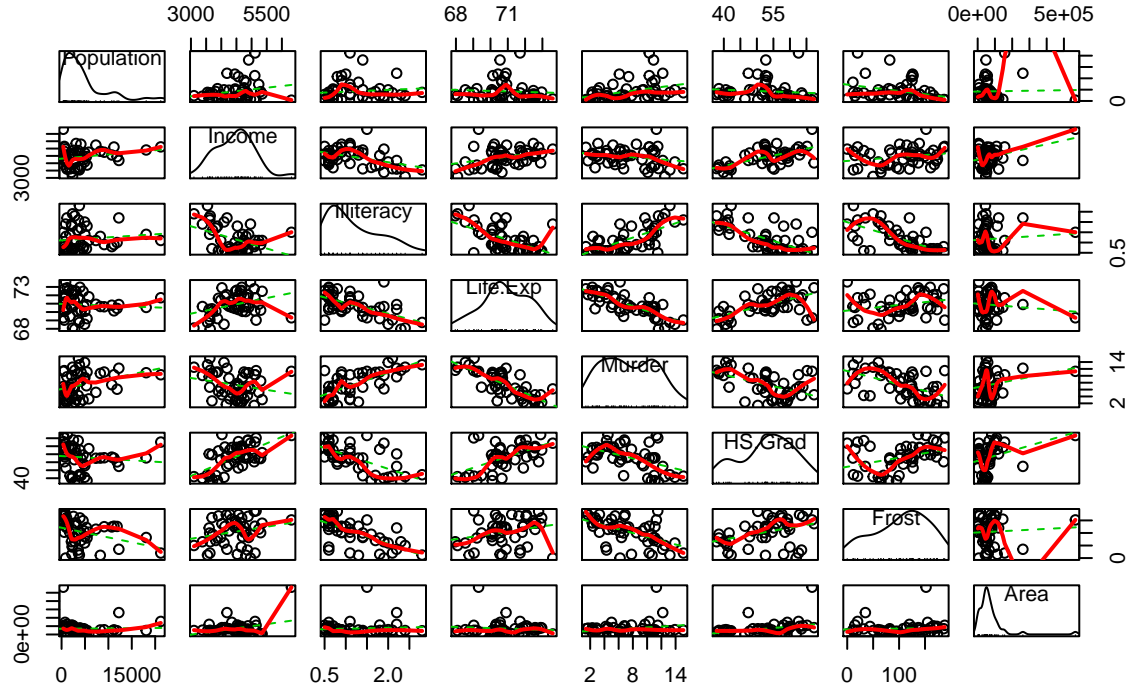 3000 5500 68 71 40 55 0e+00 5e+05
Population
0
Income
3000
Illiteracy
0.5
Life.Exp
68 73
Murder
2 14
HS.Grad
40
Frost
0
Area
0e+00
0 15000 0.5 2.0 2 8 14 0 100